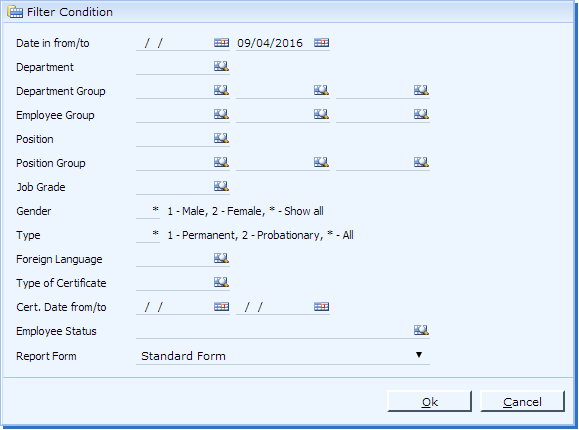 Filter Condition
Date in from/to / / 09/04/2016
Department
Department Group
Employee Group
Position
Position Group
Job Grade
Gender * 1 - Male, 2 - Female, * - Show all
Type * 1 - Permanent, 2 - Probationary, * - All
Foreign Language
Type of Certificate
Cert. Date from/to / / / /
Employee Status
Report Form Standard Form
Ok Cancel